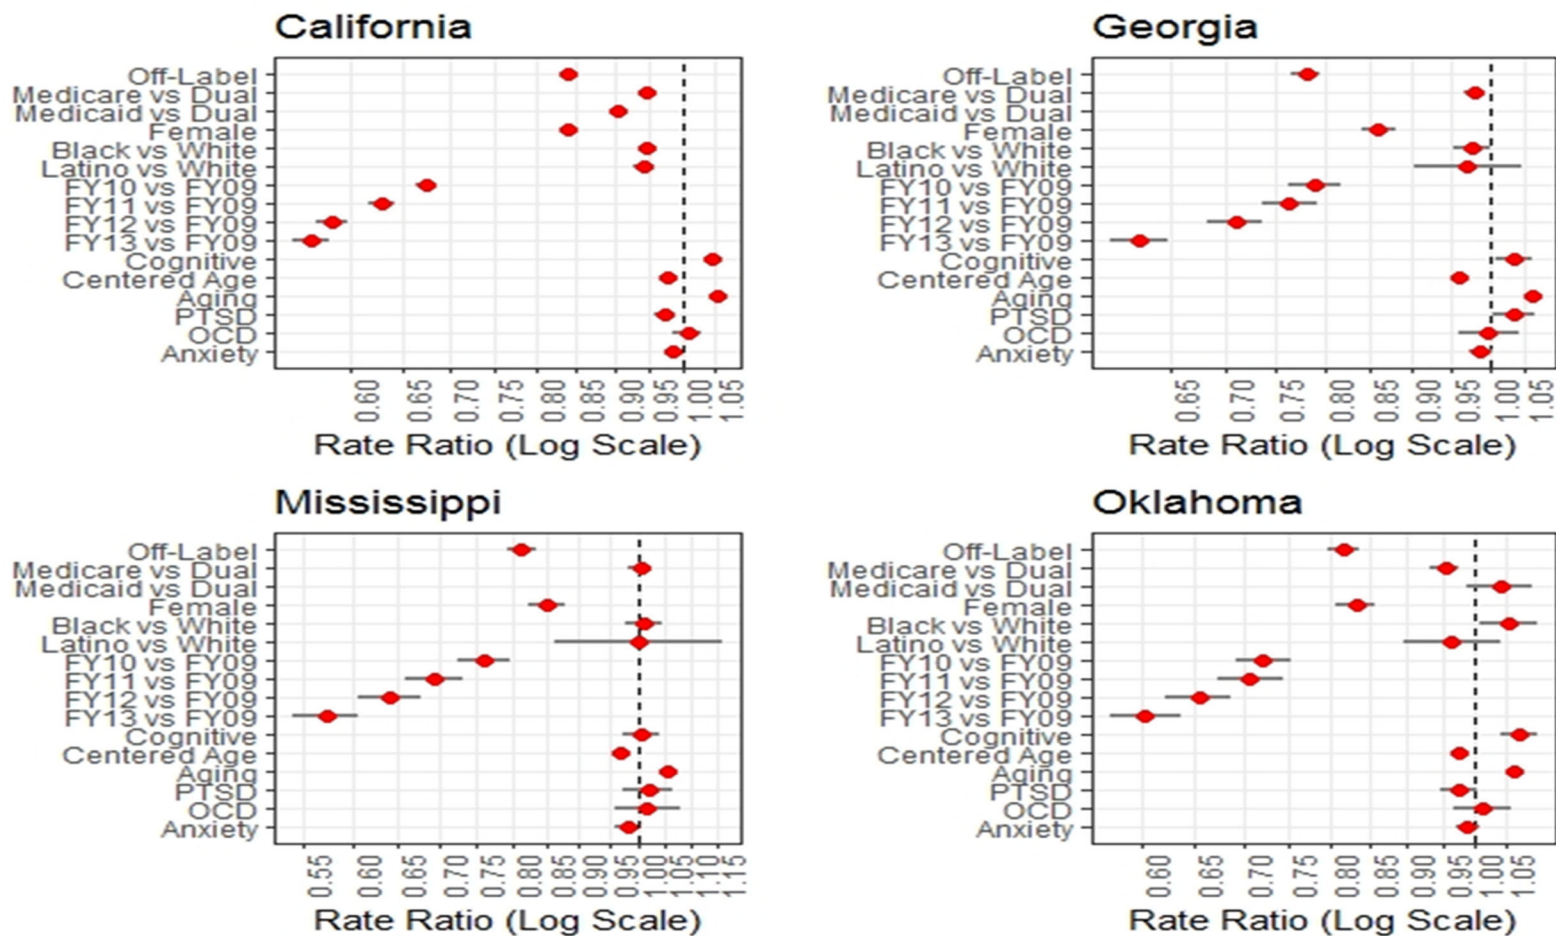 California
Off-Label
Medicare vs Dual
Medicaid vs Dual
Female
Black vs White
Latino vs White
FY10 vs FY09
FY11 vs FY09
FY12 vs FY09
FY13 vs FY09
Cognitive
Centered Age
Aging
PTSD
OCD
Anxiety
0.60 0.65 0.70 0.75 0.80 0.85 0.90 0.95 1.00 1.05
Rate Ratio (Log Scale)
Georgia
Off-Label
Medicare vs Dual
Medicaid vs Dual
Female
Black vs White
Latino vs White
FY10 vs FY09
FY11 vs FY09
FY12 vs FY09
FY13 vs FY09
Cognitive
Centered Age
Aging
PTSD
OCD
Anxiety
0.65 0.70 0.75 0.80 0.85 0.90 0.95 1.00 1.05
Rate Ratio (Log Scale)
Mississippi
Off-Label
Medicare vs Dual
Medicaid vs Dual
Female
Black vs White
Latino vs White
FY10 vs FY09
FY11 vs FY09
FY12 vs FY09
FY13 vs FY09
Cognitive
Centered Age
Aging
PTSD
OCD
Anxiety
0.55 0.60 0.65 0.70 0.75 0.80 0.85 0.90 0.95 1.00 1.05 1.10 1.15
Rate Ratio (Log Scale)
Oklahoma
Off-Label
Medicare vs Dual
Medicaid vs Dual
Female
Black vs White
Latino vs White
FY10 vs FY09
FY11 vs FY09
FY12 vs FY09
FY13 vs FY09
Cognitive
Centered Age
Aging
PTSD
OCD
Anxiety
0.60 0.65 0.70 0.75 0.80 0.85 0.90 0.95 1.00 1.05
Rate Ratio (Log Scale)